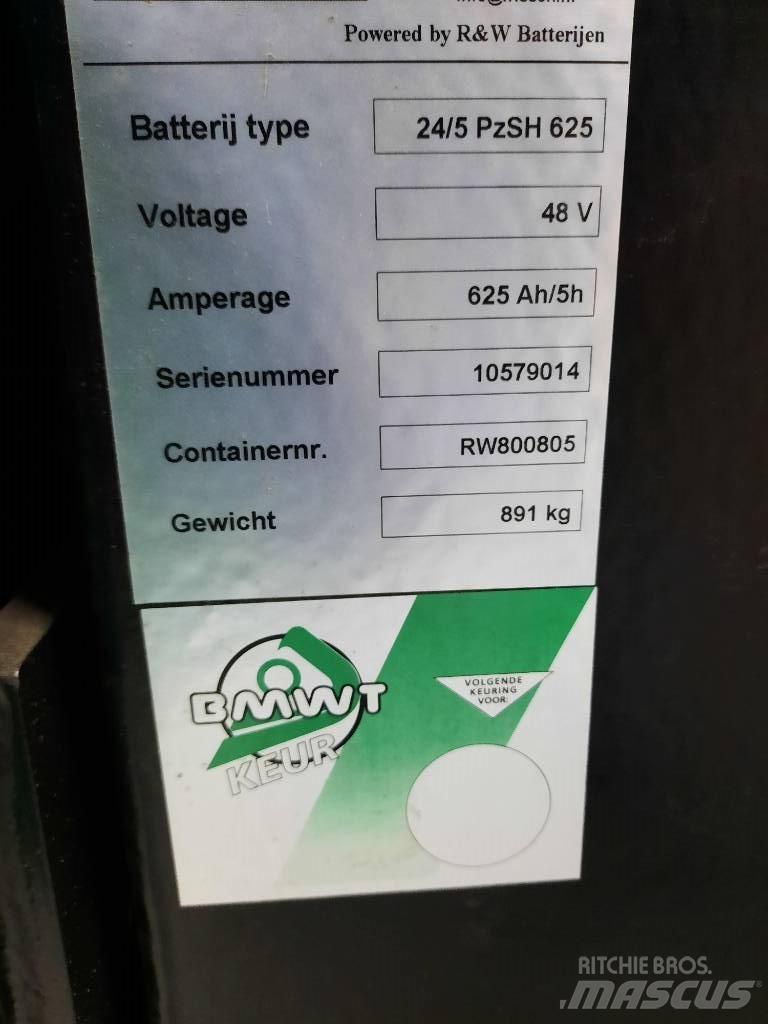 Powered by R&W Batterijen
Batterij type 24/5 PzSH 625
Voltage 48 V
Amperage 625 Ah/5h
Serienummer 10579014
Containernr. RW800805
Gewicht 891 kg
BMWT
KEUR
VOLGENDE
KEURING
VOOR:
RITCHIE BROS.
MASCUS